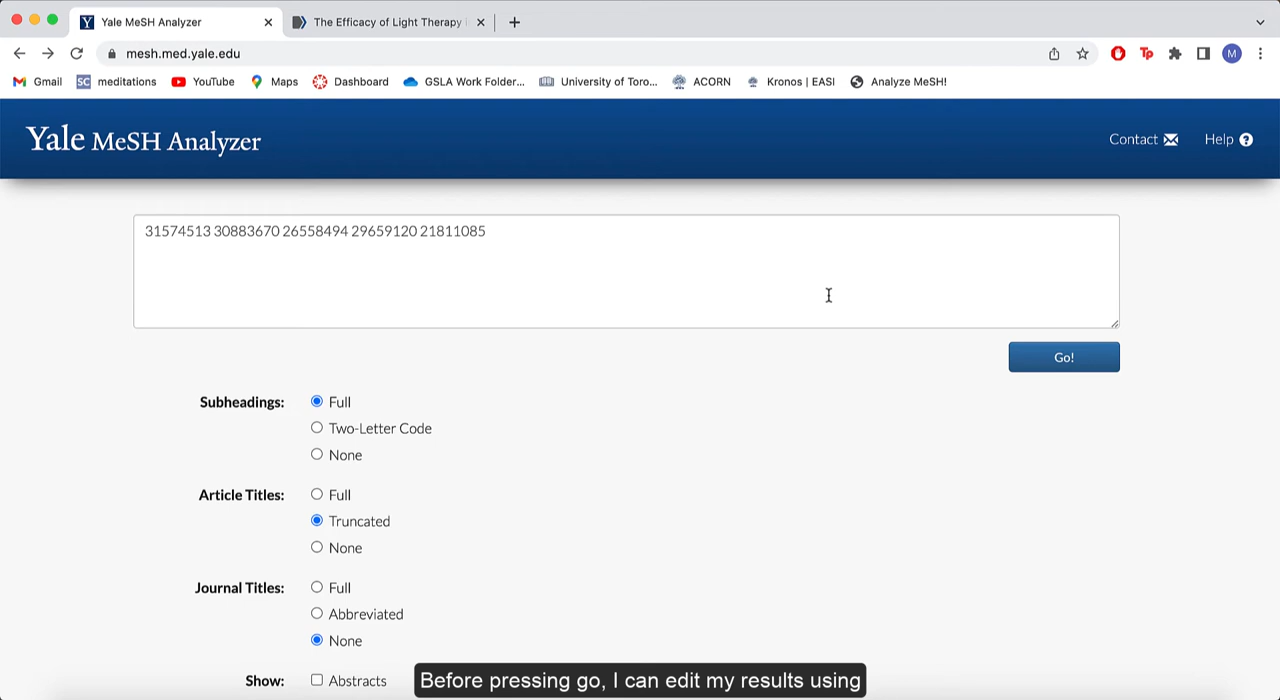 Yale MeSH Analyzer
The Efficacy of Light Therapy i
mesh.med.yale.edu
Tp
M
Gmail
SC meditations
YouTube
Maps
Dashboard
GSLA Work Folder...
University of Toro...
ACORN
Kronos | EASI
Analyze MeSH!
Yale MeSH Analyzer
Contact
Help
31574513 30883670 26558494 29659120 21811085
Go!
Subheadings:
Full
Two-Letter Code
None
Article Titles:
Full
Truncated
None
Journal Titles:
Full
Abbreviated
None
Show:
Abstracts
Before pressing go, I can edit my results using